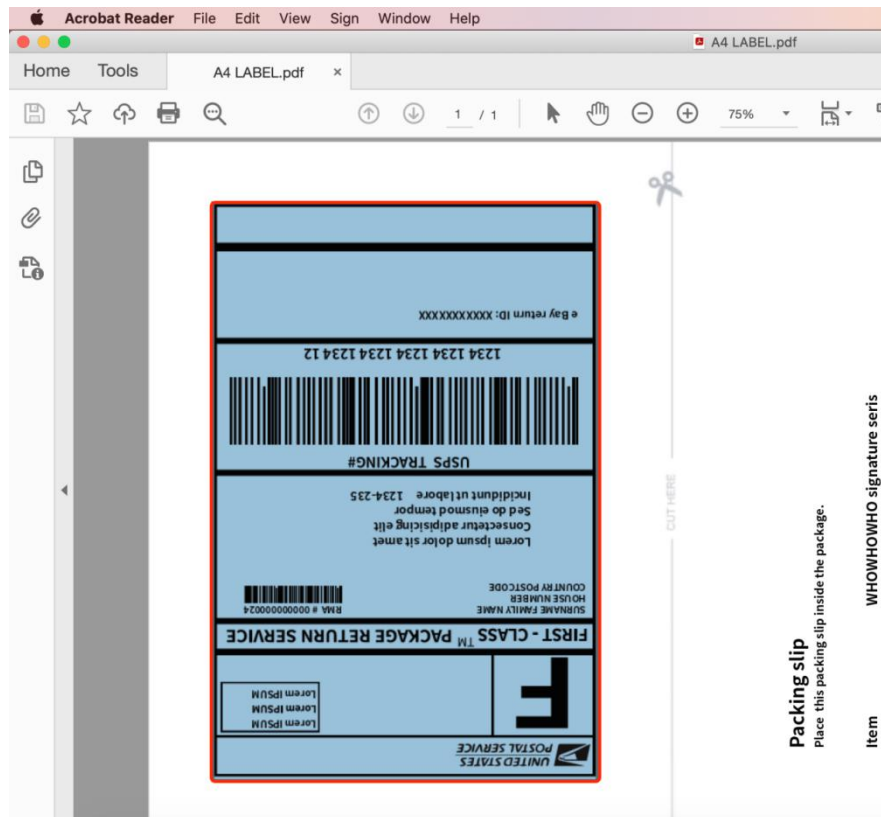 Acrobat Reader File Edit View Sign Window Help
A4 LABEL.pdf
Home Tools A4 LABEL.pdf ×
1 / 1 75%
UNITED STATES
POSTAL SERVICE
F
Lorem IPSUM
Lorem IPSUM
Lorem IPSUM
FIRST - CLASS TM PACKAGE RETURN SERVICE
SURNAME FAMILY NAME
HOUSE NUMBER
COUNTRY POSTCODE
RMA #
Lorem ipsum dolor sit amet
Consectetur adipisicing elit
Sed do eiusmod tempor
Incididunt ut labore 1234-235
USPS TRACKING#
1234 1234 1234 1234 1234 12
e Bay return ID: XXXXXXXXXXX
CUT HERE
Packing slip
Place this packing slip inside the package.
Item WHOWHOWHO signature seris